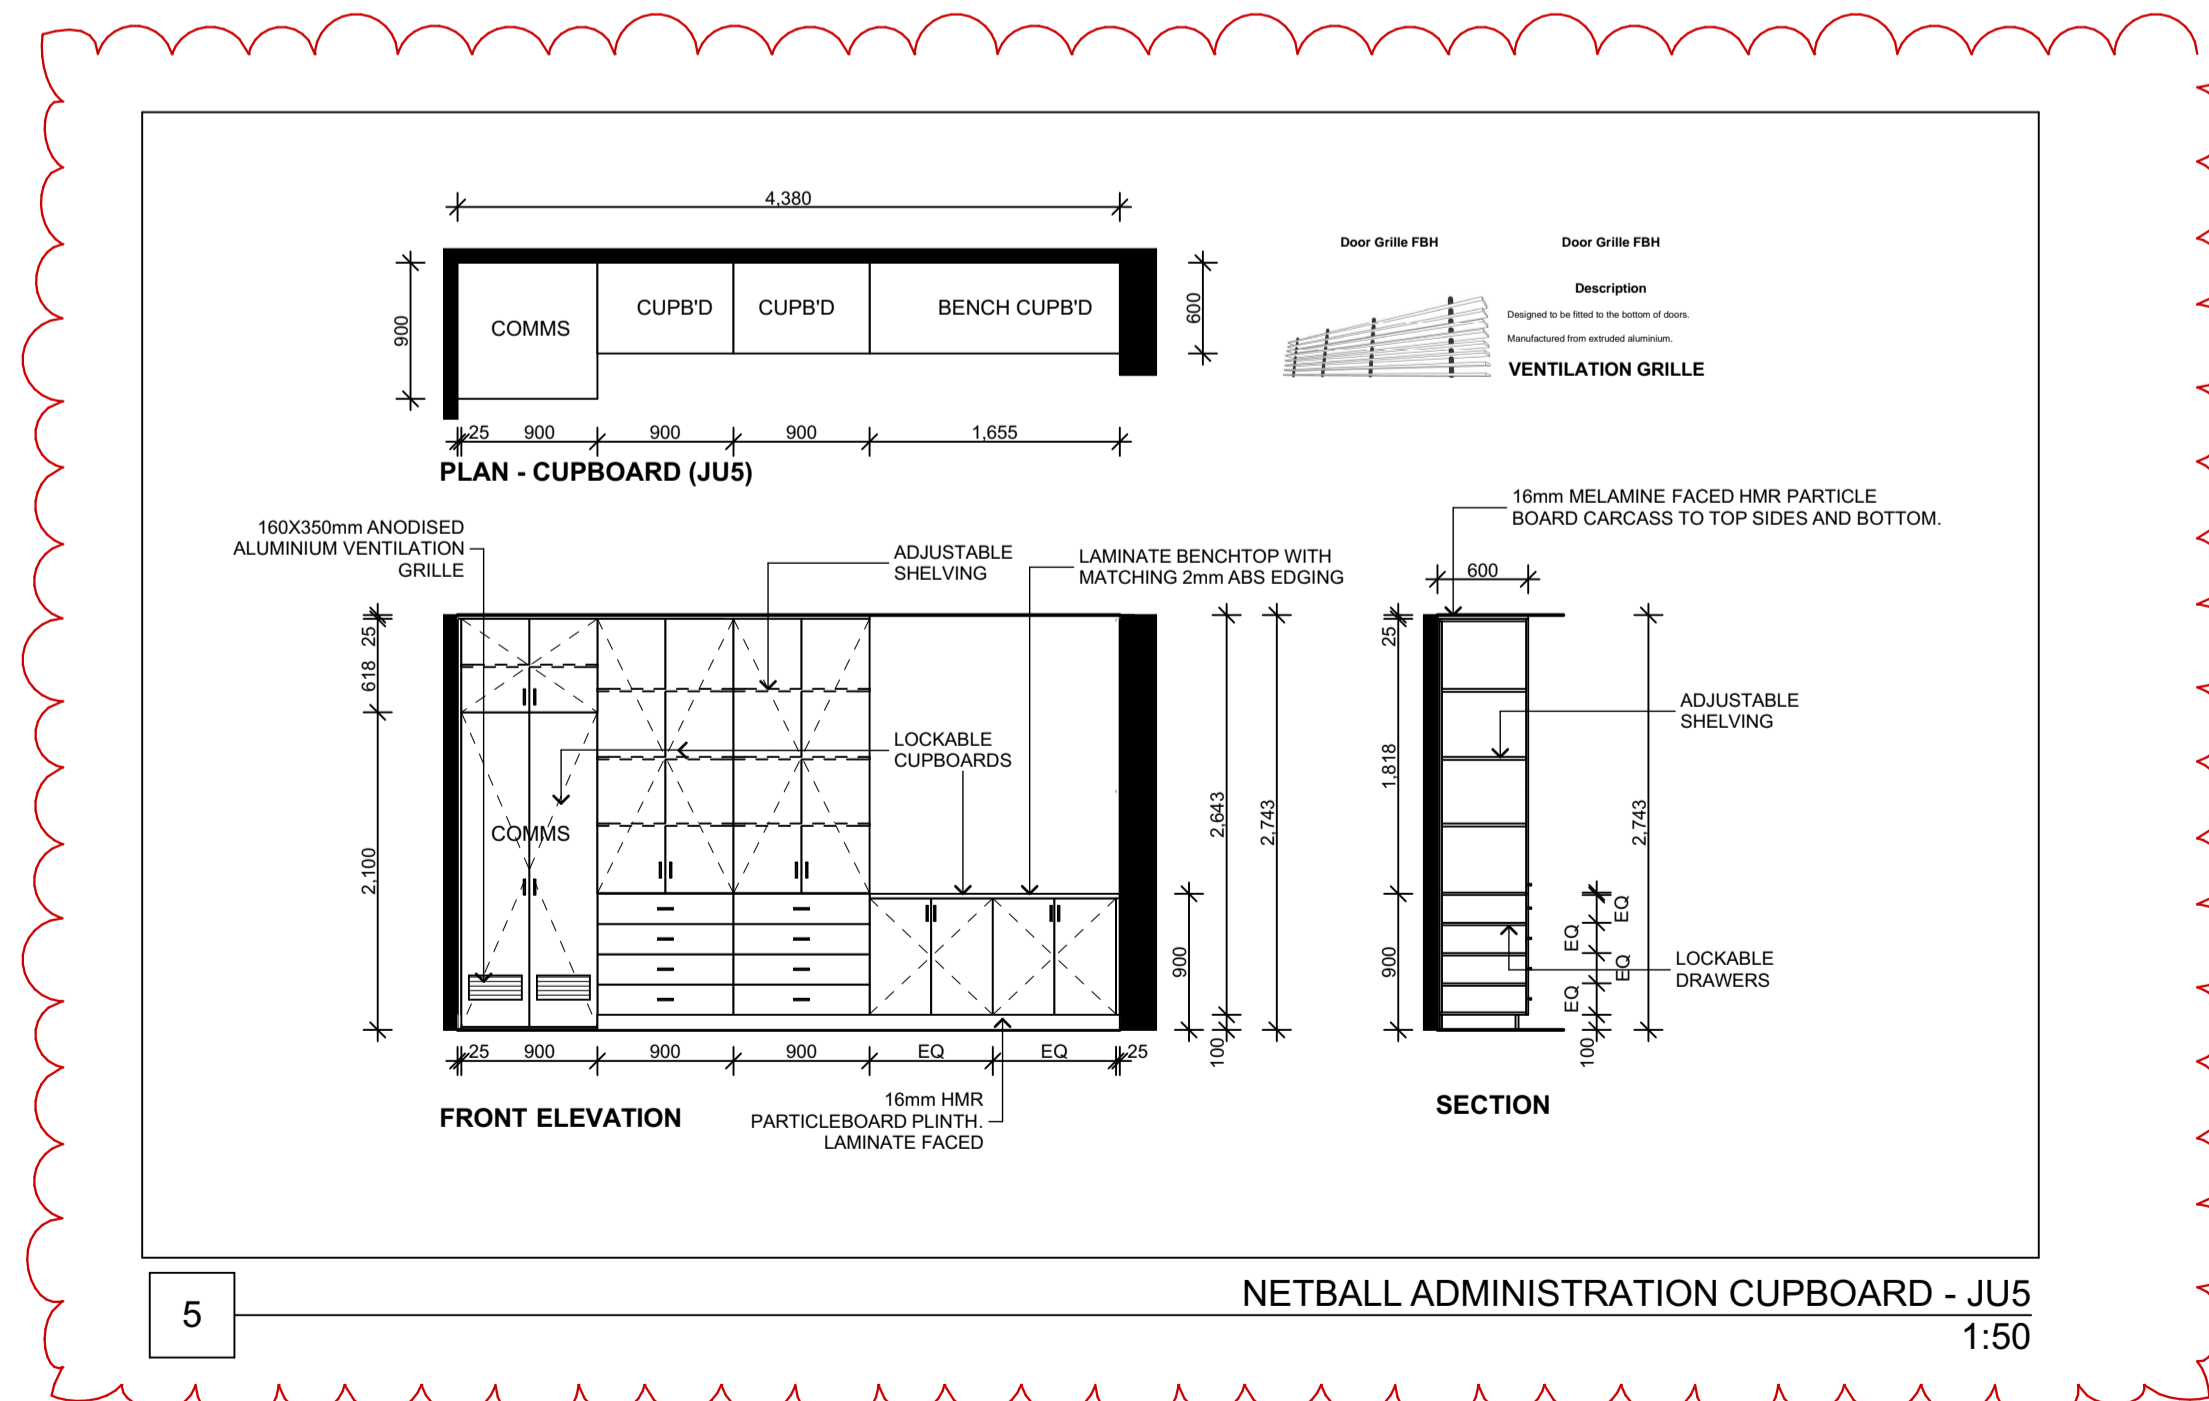 4,380
Door Grille FBH
Door Grille FBH
Description
Designed to be fitted to the bottom of doors.
Manufactured from extruded aluminium.
VENTILATION GRILLE
900
COMMS
CUPB'D
CUPB'D
BENCH CUPB'D
600
25
900
900
900
1,655
PLAN - CUPBOARD (JU5)
160X350mm ANODISED
ALUMINIUM VENTILATION
GRILLE
ADJUSTABLE
SHELVING
LAMINATE BENCHTOP WITH
MATCHING 2mm ABS EDGING
16mm MELAMINE FACED HMR PARTICLE
BOARD CARCASS TO TOP SIDES AND BOTTOM.
25
618
2,100
LOCKABLE
CUPBOARDS
COMMS
900
2,643
100
2,743
25
900
900
900
EQ
EQ
25
FRONT ELEVATION
16mm HMR
PARTICLEBOARD PLINTH.
LAMINATE FACED
600
25
1,818
900
ADJUSTABLE
SHELVING
2,743
EQ
EQ
EQ
EQ
100
LOCKABLE
DRAWERS
SECTION
5
NETBALL ADMINISTRATION CUPBOARD - JU5
1:50